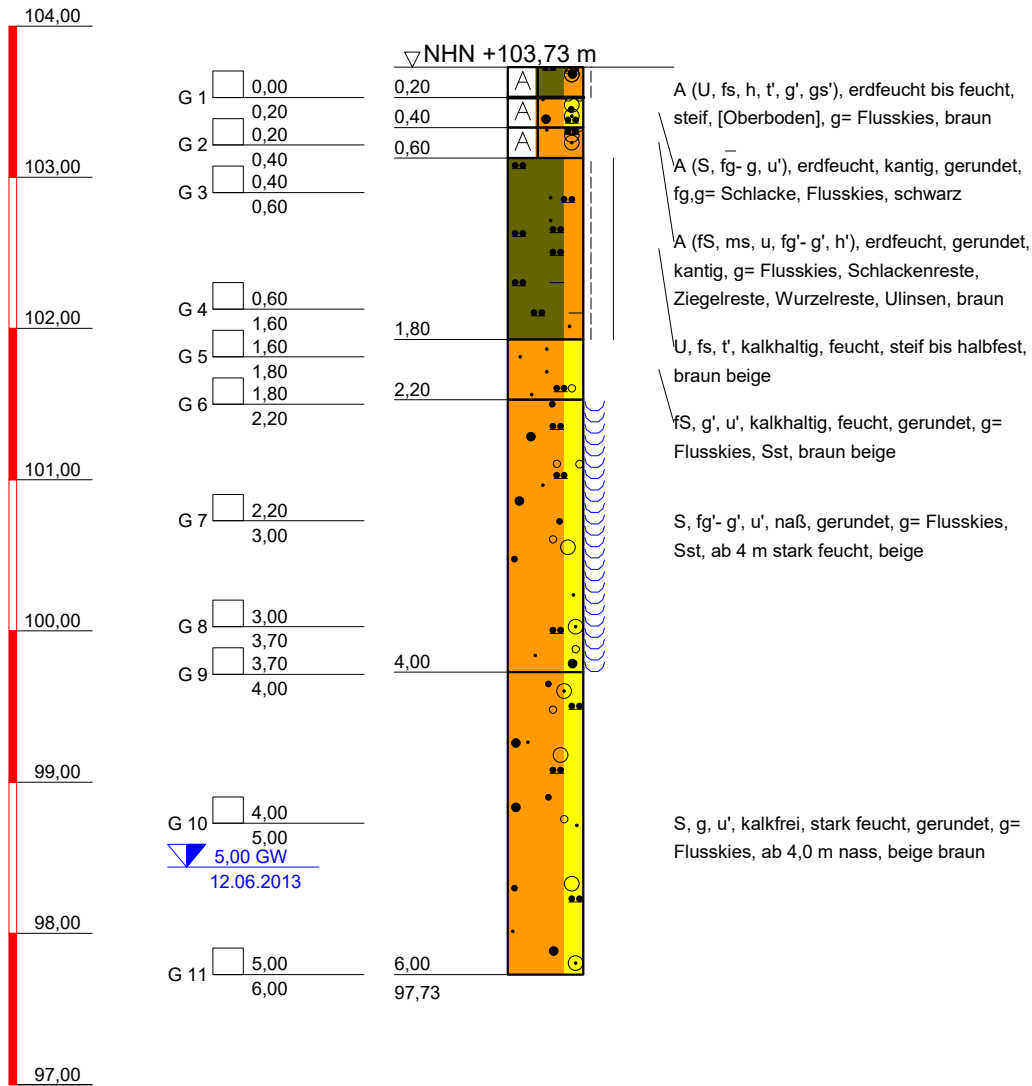 104,00
103,00
102,00
101,00
100,00
99,00
98,00
97,00
G 1
0,00
0,20
G 2
0,20
0,40
G 3
0,40
0,60
G 4
0,60
1,60
G 5
1,60
1,80
G 6
1,80
2,20
G 7
2,20
3,00
G 8
3,00
3,70
G 9
3,70
4,00
G 10
4,00
5,00
5,00 GW
12.06.2013
G 11
5,00
6,00
NHN +103,73 m
0,20
0,40
0,60
1,80
2,20
4,00
6,00
97,73
A
A
A
A (U, fs, h, t', g', gs'), erdfeucht bis feucht,
steif, [Oberboden], g= Flusskies, braun
A (S, fg- g̅, u'), erdfeucht, kantig, gerundet,
fg,g= Schlacke, Flusskies, schwarz
A (fS, ms, u, fg'- g', h'), erdfeucht, gerundet,
kantig, g= Flusskies, Schlackenreste,
Ziegelreste, Wurzelreste, Ulinsen, braun
U, fs, t', kalkhaltig, feucht, steif bis halbfest,
braun beige
fS, g', u', kalkhaltig, feucht, gerundet, g=
Flusskies, Sst, braun beige
S, fg'- g', u', naß, gerundet, g= Flusskies,
Sst, ab 4 m stark feucht, beige
S, g, u', kalkfrei, stark feucht, gerundet, g=
Flusskies, ab 4,0 m nass, beige braun